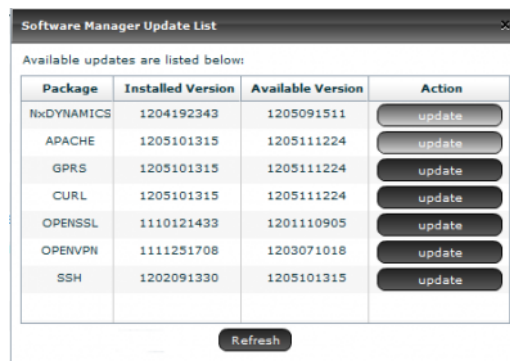 Software Manager Update List x
Available updates are listed below:
Package Installed Version Available Version Action
NxDYNAMICS 1204192343 1205091511 update
APACHE 1205101315 1205111224 update
GPRS 1205101315 1205111224 update
CURL 1205101315 1205111224 update
OPENSSL 1110121433 1201110905 update
OPENVPN 1111251708 1203071018 update
SSH 1202091330 1205101315 update
Refresh